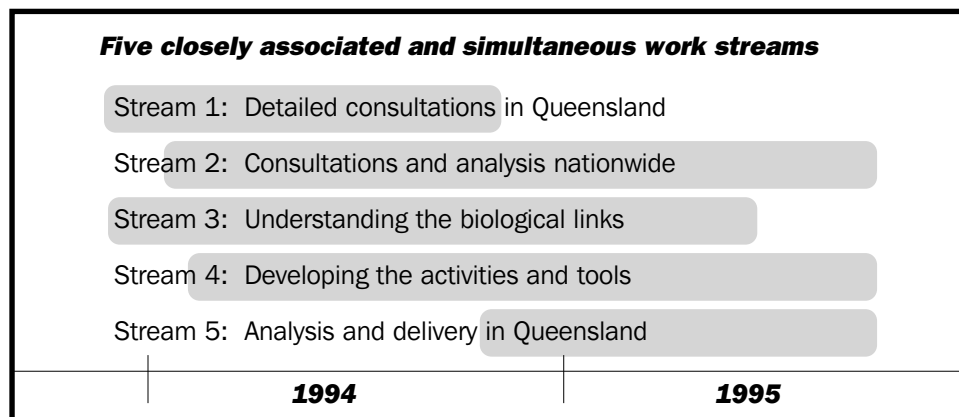 Five closely associated and simultaneous work streams
Stream 1: Detailed consultations in Queensland
Stream 2: Consultations and analysis nationwide
Stream 3: Understanding the biological links
Stream 4: Developing the activities and tools
Stream 5: Analysis and delivery in Queensland
1994 1995